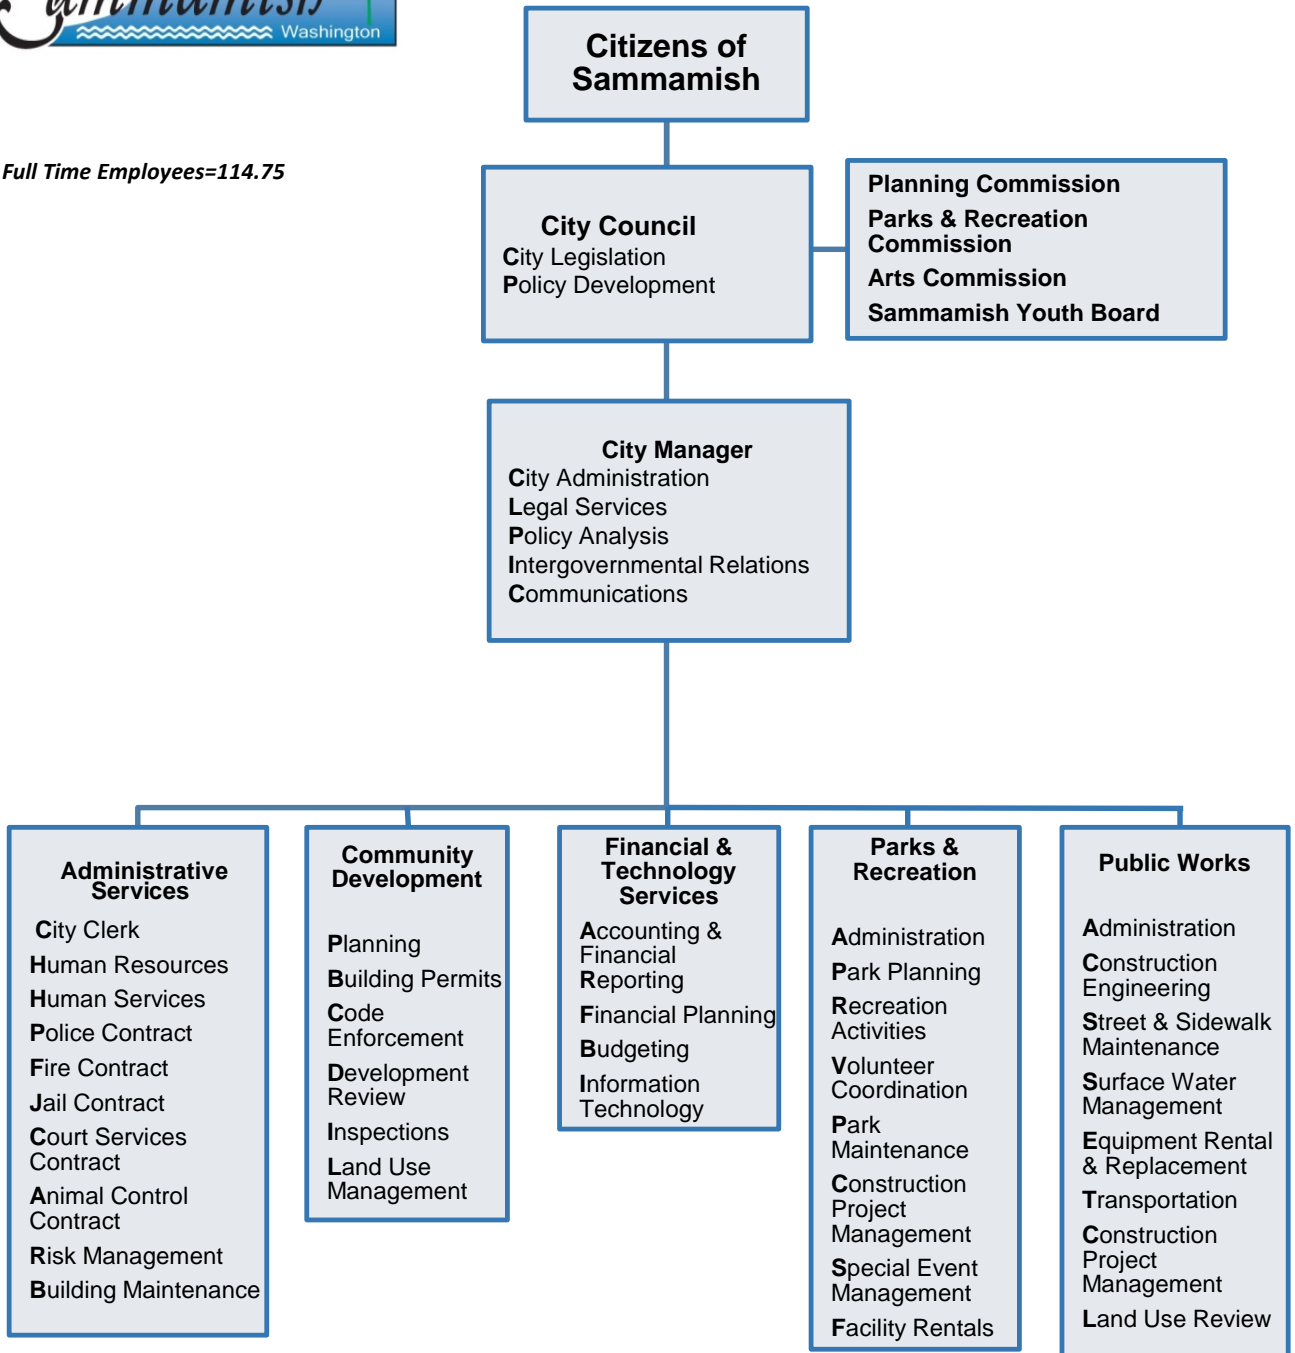 Sammamish
Washington
Full Time Employees=114.75
Citizens of
Sammamish
City Council
City Legislation
Policy Development
Planning Commission
Parks & Recreation
Commission
Arts Commission
Sammamish Youth Board
City Manager
City Administration
Legal Services
Policy Analysis
Intergovernmental Relations
Communications
Administrative
Services
City Clerk
Human Resources
Human Services
Police Contract
Fire Contract
Jail Contract
Court Services
Contract
Animal Control
Contract
Risk Management
Building Maintenance
Community
Development
Planning
Building Permits
Code
Enforcement
Development
Review
Inspections
Land Use
Management
Financial &
Technology
Services
Accounting &
Financial
Reporting
Financial Planning
Budgeting
Information
Technology
Parks &
Recreation
Administration
Park Planning
Recreation
Activities
Volunteer
Coordination
Park
Maintenance
Construction
Project
Management
Special Event
Management
Facility Rentals
Public Works
Administration
Construction
Engineering
Street & Sidewalk
Maintenance
Surface Water
Management
Equipment Rental
& Replacement
Transportation
Construction
Project
Management
Land Use Review